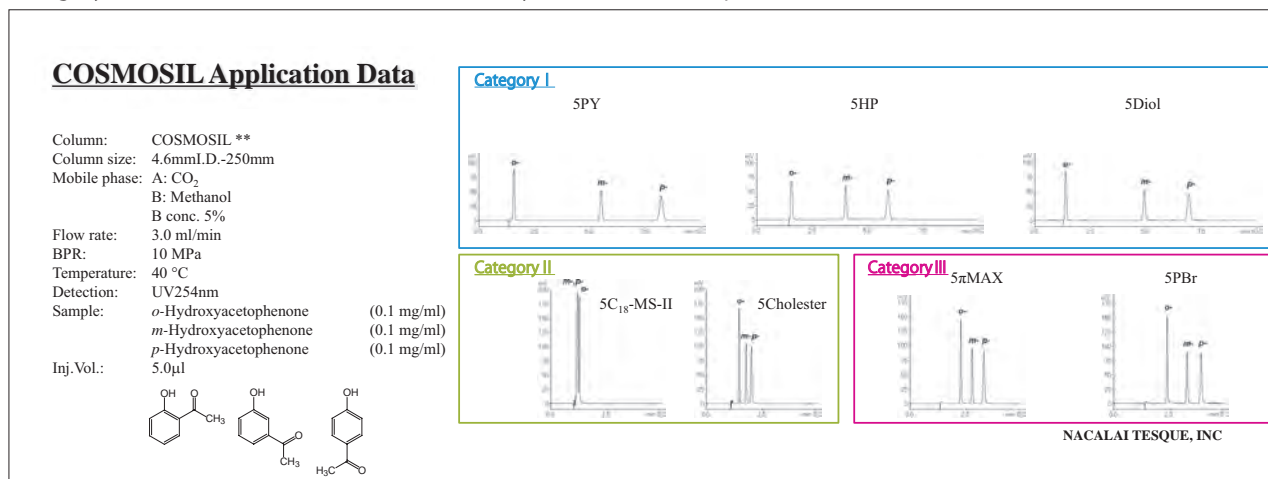 COSMOSIL Application Data
Column: COSMOSIL **
Column size: 4.6mmI.D.-250mm
Mobile phase: A: CO₂
B: Methanol
B conc. 5%
Flow rate: 3.0 ml/min
BPR: 10 MPa
Temperature: 40 °C
Detection: UV254nm
Sample: o-Hydroxyacetophenone (0.1 mg/ml)
m-Hydroxyacetophenone (0.1 mg/ml)
p-Hydroxyacetophenone (0.1 mg/ml)
Inj.Vol.: 5.0μl
OH O CH₃
HO O CH₃
OH H₃C O
Category I
5PY 5HP 5Diol
o- m- p-
o- m- p-
o- m- p-
Category II
5C₁₈-MS-II 5Cholester
m- p- o-
o- m- p-
Category III
5πMAX 5PBr
o- m- p-
o- m- p-
NACALAI TESQUE, INC